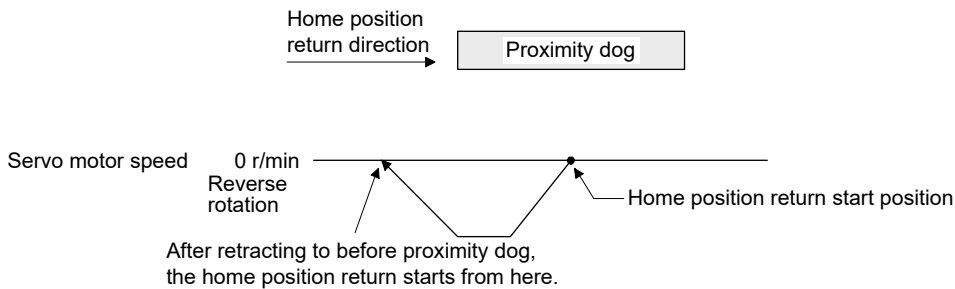 Home position
return direction
Proximity dog
Servo motor speed 0 r/min
Reverse
rotation
Home position return start position
After retracting to before proximity dog,
the home position return starts from here.